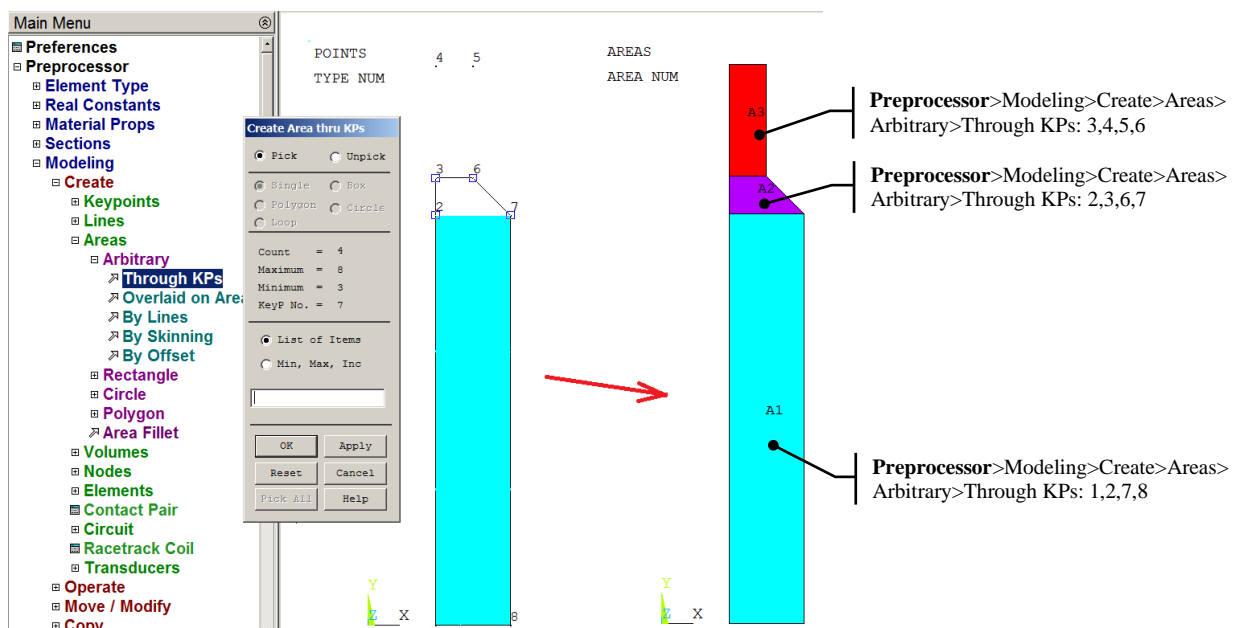 Main Menu
Preferences
Preprocessor
Element Type
Real Constants
Material Props
Sections
Modeling
Create
Keypoints
Lines
Areas
Arbitrary
Through KPs
Overlaid on Area
By Lines
By Skinning
By Offset
Rectangle
Circle
Polygon
Area Fillet
Volumes
Nodes
Elements
Contact Pair
Circuit
Racetrack Coil
Transducers
Operate
Move / Modify
Copy
Create Area thru KPs
Pick Unpick
Single Box
Polygon Circle
Loop
Count = 4
Maximum = 8
Minimum = 3
KeyP No. = 7
List of Items
Min, Max, Inc
OK Apply
Reset Cancel
Pick All Help
POINTS
TYPE NUM
4 5
3 6
2 7
8
Y
Z X
AREAS
AREA NUM
A3
A2
A1
Y
Z X
Preprocessor>Modeling>Create>Areas>
Arbitrary>Through KPs: 3,4,5,6
Preprocessor>Modeling>Create>Areas>
Arbitrary>Through KPs: 2,3,6,7
Preprocessor>Modeling>Create>Areas>
Arbitrary>Through KPs: 1,2,7,8